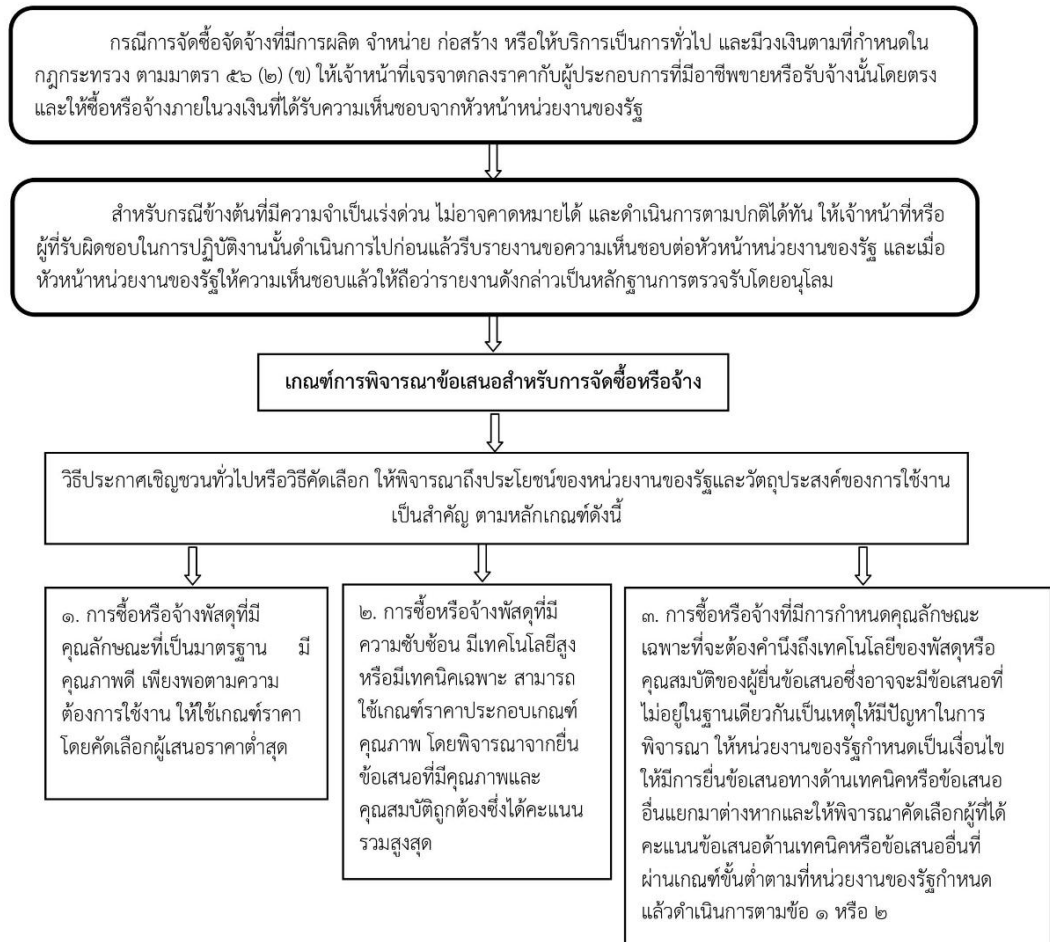 กรณีการจัดซื้อจัดจ้างที่มีการผลิต จำหน่าย ก่อสร้าง หรือให้บริการเป็นการทั่วไป และมีวงเงินตามที่กำหนดใน
กฎกระทรวง ตามมาตรา ๕๖ (๒) (ข) ให้เจ้าหน้าที่เจรจาตกลงราคากับผู้ประกอบการที่มีอาชีพขายหรือรับจ้างนั้นโดยตรง
และให้ซื้อหรือจ้างภายในวงเงินที่ได้รับความเห็นชอบจากหัวหน้าหน่วยงานของรัฐ
สำหรับกรณีข้างต้นที่มีความจำเป็นเร่งด่วน ไม่อาจคาดหมายได้ และดำเนินการตามปกติได้ทัน ให้เจ้าหน้าที่หรือ
ผู้ที่รับผิดชอบในการปฏิบัติงานนั้นดำเนินการไปก่อนแล้วรีบรายงานขอความเห็นชอบต่อหัวหน้าหน่วยงานของรัฐ และเมื่อ
หัวหน้าหน่วยงานของรัฐให้ความเห็นชอบแล้วให้ถือว่ารายงานดังกล่าวเป็นหลักฐานการตรวจรับโดยอนุโลม
เกณฑ์การพิจารณาข้อเสนอสำหรับการจัดซื้อหรือจ้าง
วิธีประกาศเชิญชวนทั่วไปหรือวิธีคัดเลือก ให้พิจารณาถึงประโยชน์ของหน่วยงานของรัฐและวัตถุประสงค์ของการใช้งาน
เป็นสำคัญ ตามหลักเกณฑ์ดังนี้
๑. การซื้อหรือจ้างพัสดุที่มี
คุณลักษณะที่เป็นมาตรฐาน มี
คุณภาพดี เพียงพอตามความ
ต้องการใช้งาน ให้ใช้เกณฑ์ราคา
โดยคัดเลือกผู้เสนอราคาต่ำสุด
๒. การซื้อหรือจ้างพัสดุที่มี
ความซับซ้อน มีเทคโนโลยีสูง
หรือมีเทคนิคเฉพาะ สามารถ
ใช้เกณฑ์ราคาประกอบเกณฑ์
คุณภาพ โดยพิจารณาจากยื่น
ข้อเสนอที่มีคุณภาพและ
คุณสมบัติถูกต้องซึ่งได้คะแนน
รวมสูงสุด
๓. การซื้อหรือจ้างที่มีการกำหนดคุณลักษณะ
เฉพาะที่จะต้องคำนึงถึงเทคโนโลยีของพัสดุหรือ
คุณสมบัติของผู้ยื่นข้อเสนอซึ่งอาจจะมีข้อเสนอที่
ไม่อยู่ในฐานเดียวกันเป็นเหตุให้มีปัญหาในการ
พิจารณา ให้หน่วยงานของรัฐกำหนดเป็นเงื่อนไข
ให้มีการยื่นข้อเสนอทางด้านเทคนิคหรือข้อเสนอ
อื่นแยกมาต่างหากและให้พิจารณาคัดเลือกผู้ที่ได้
คะแนนข้อเสนอด้านเทคนิคหรือข้อเสนออื่นที่
ผ่านเกณฑ์ขั้นต่ำตามที่หน่วยงานของรัฐกำหนด
แล้วดำเนินการตามข้อ ๑ หรือ ๒